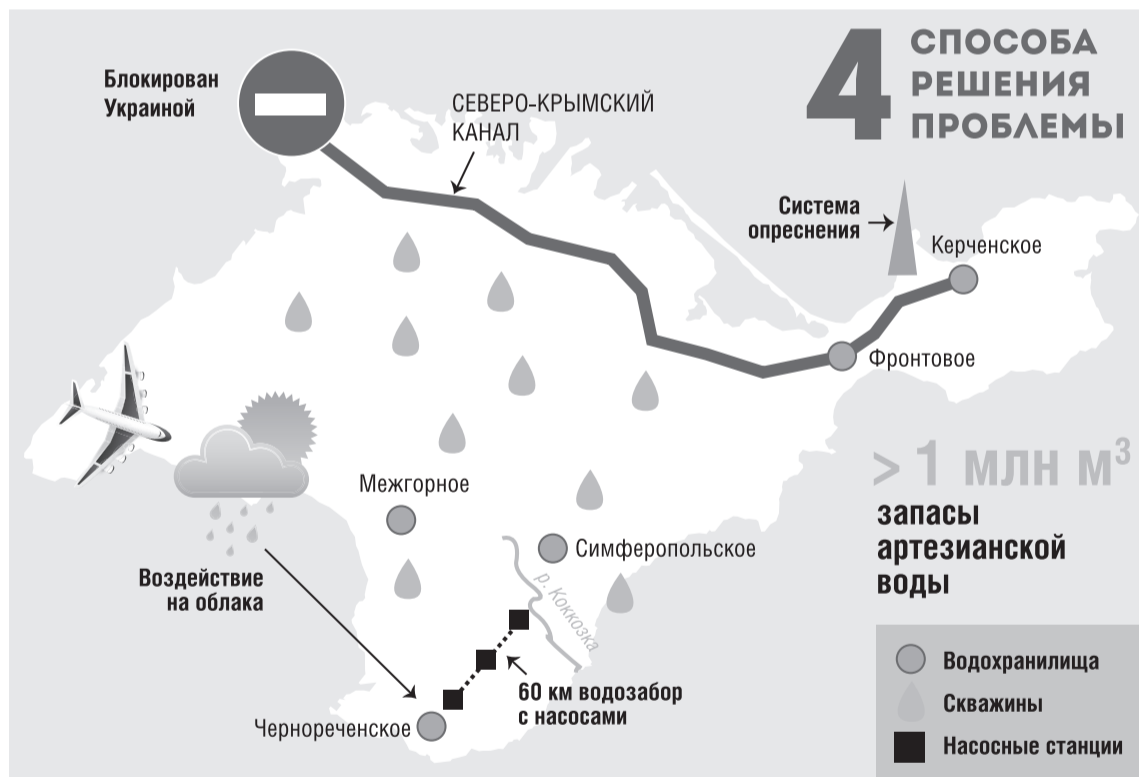 4 СПОСОБА
РЕШЕНИЯ
ПРОБЛЕМЫ
Блокирован
Украиной
СЕВЕРО-КРЫМСКИЙ
КАНАЛ
Система
опреснения
Керченское
Фронтовое
> 1 МЛН М³
запасы
артезианской
воды
Межгорное
Симферопольское
р. Коккозка
Воздействие
на облака
60 км водозабор
с насосами
Чернореченское
Водохранилища
Скважины
Насосные станции